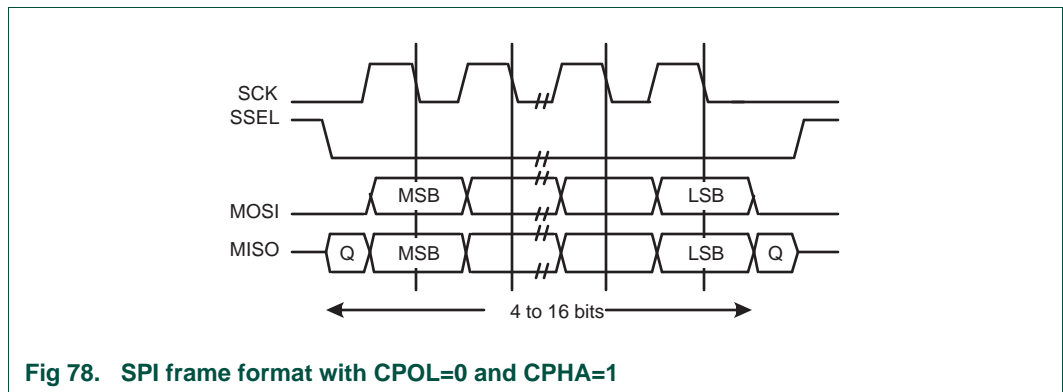 SCK
SSEL
MOSI
MSB
LSB
MISO
Q
MSB
LSB
Q
4 to 16 bits
Fig 78. SPI frame format with CPOL=0 and CPHA=1